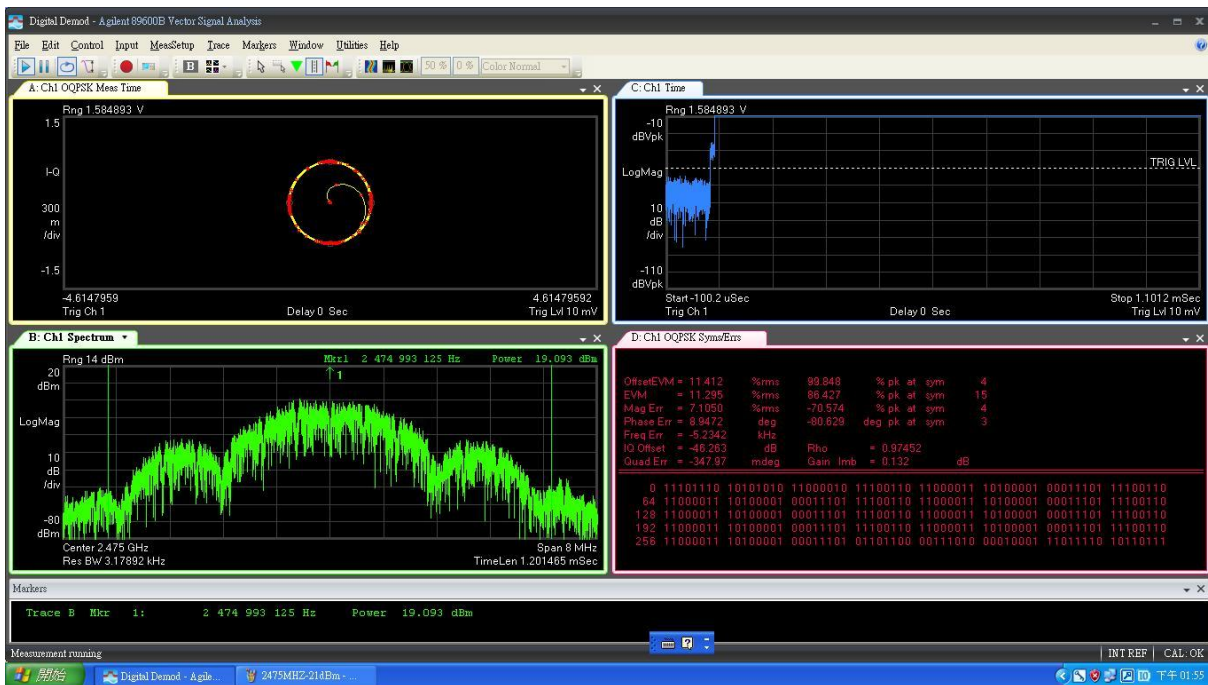 Digital Demod - Agilent 89600B Vector Signal Analysis
File Edit Control Input MeasSetup Trace Markers Window Utilities Help
B 50 % 0 % Color Normal
A: Ch1 OQPSK Meas Time
Rng 1.584893 V
1.5
I-Q
300
m
/div
-1.5
-4.6147959 4.61479592
Trig Ch 1 Delay 0 Sec Trig Lvl 10 mV
C: Ch1 Time
Rng 1.584893 V
-10
dBVpk
TRIG LVL
LogMag
10
dB
/div
-110
dBVpk
Start -100.2 uSec Stop 1.1012 mSec
Trig Ch 1 Delay 0 Sec Trig Lvl 10 mV
B: Ch1 Spectrum
Rng 14 dBm Mkr1 2 474 993 125 Hz Power 19.093 dBm
20
dBm
1
LogMag
10
dB
/div
-80
dBm
Center 2.475 GHz Span 8 MHz
Res BW 3.17892 kHz TimeLen 1.201465 mSec
D: Ch1 OQPSK Syms/Errs
OffsetEVM = 11.412 %rms 99.848 % pk at sym 4
EVM = 11.295 %rms 86.427 % pk at sym 15
Mag Err = 7.1050 %rms -70.574 % pk at sym 4
Phase Err = 8.9472 deg -80.629 deg pk at sym 3
Freq Err = -5.2342 kHz
IQ Offset = -46.263 dB Rho = 0.97452
Quad Err = -347.97 mdeg Gain Imb = 0.132 dB
0 11101110 10101010 11000010 11100110 11000011 10100001 00011101 11100110
64 11000011 10100001 00011101 11100110 11000011 10100001 00011101 11100110
128 11000011 10100001 00011101 11100110 11000011 10100001 00011101 11100110
192 11000011 10100001 00011101 11100110 11000011 10100001 00011101 11100110
256 11000011 10100001 00011101 01101100 00111010 00010001 11011110 10110111
Markers
Trace B Mkr 1: 2 474 993 125 Hz Power 19.093 dBm
Measurement running INT REF CAL: OK
開始 Digital Demod - Agile... 2475MHZ-21dBm - ... 下午 01:55